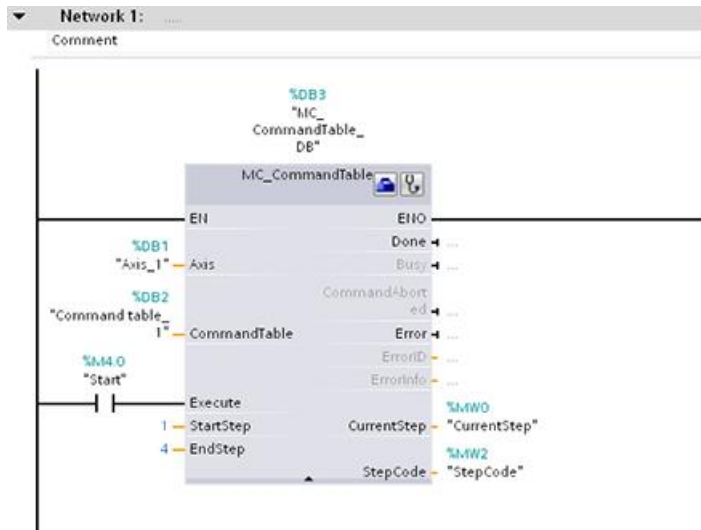 Network 1: .....
Comment
%DB3
"MC_
CommandTable_
DB"
MC_CommandTable
EN ENO
%DB1 Done ...
"Axis_1" Axis Busy ...
%DB2 CommandAbort
"Command table_ ed ...
1" CommandTable Error ...
%M4.0 ErrorID ...
"Start" ErrorInfo ...
Execute %MW0
1 StartStep CurrentStep "CurrentStep"
4 EndStep %MW2
StepCode "StepCode"